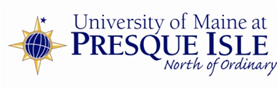 University of Maine at
PRESQUE ISLE
North of Ordinary